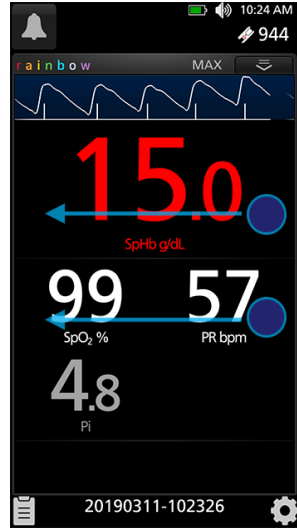 10:24 AM
944
rainbow MAX
15.0
SpHb g/dL
99 57
SpO₂ % PR bpm
4.8
Pi
20190311-102326